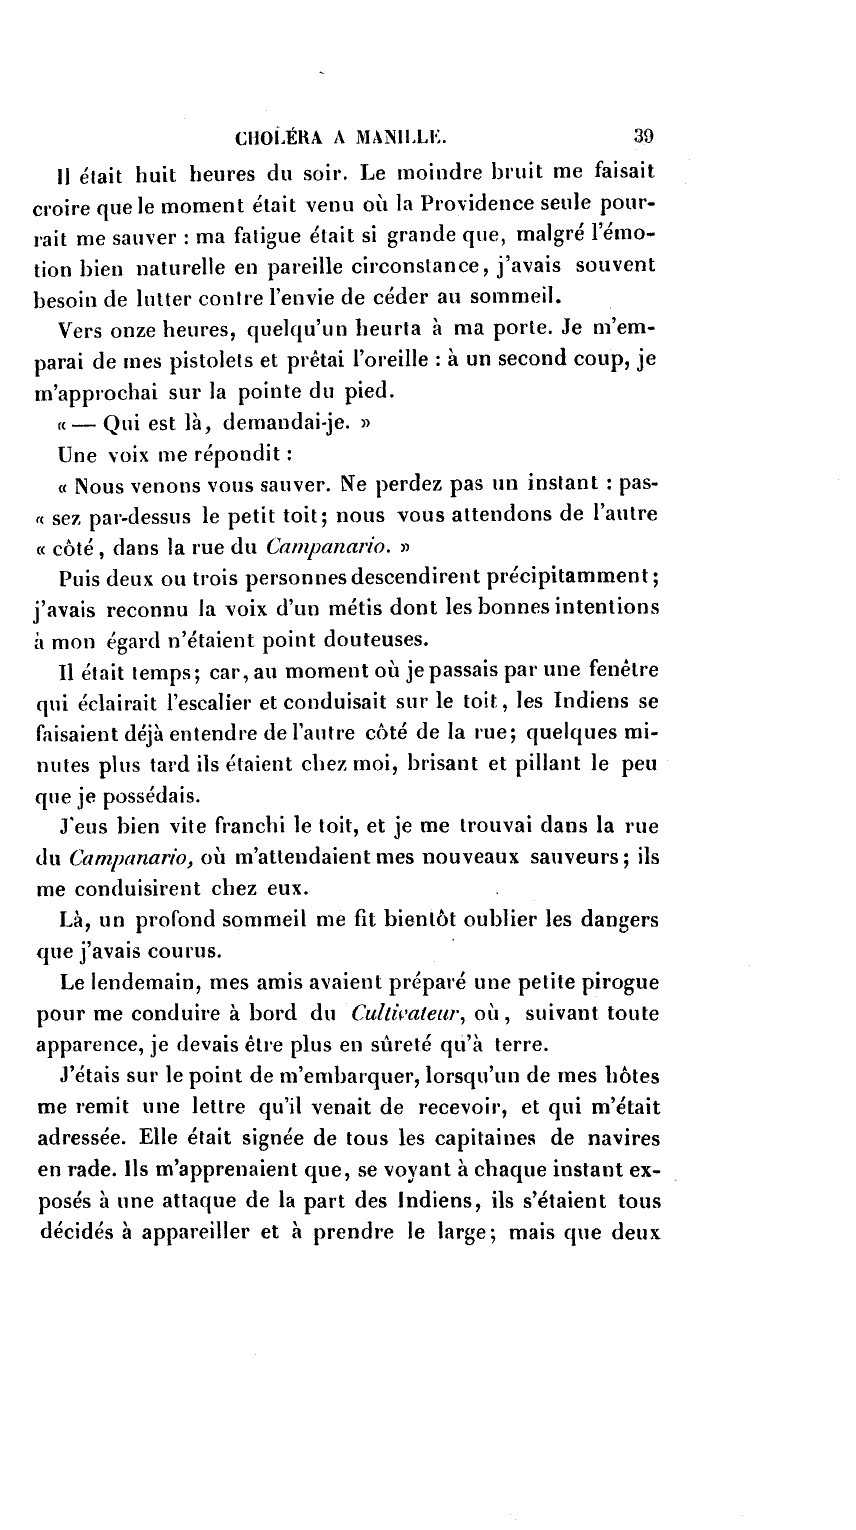 CHOLÉRA A MANILLE. 39
Il était huit heures du soir. Le moindre bruit me faisait
croire que le moment était venu où la Providence seule pour-
rait me sauver : ma fatigue était si grande que, malgré l'émo-
tion bien naturelle en pareille circonstance, j'avais souvent
besoin de lutter contre l'envie de céder au sommeil.
Vers onze heures, quelqu'un heurta à ma porte. Je m'em-
parai de mes pistolets et prêtai l'oreille : à un second coup, je
m'approchai sur la pointe du pied.
« — Qui est là, demandai-je. »
Une voix me répondit :
« Nous venons vous sauver. Ne perdez pas un instant : pas-
« sez par-dessus le petit toit; nous vous attendons de l'autre
« côté, dans la rue du Campanario. »
Puis deux ou trois personnes descendirent précipitamment;
j'avais reconnu la voix d'un métis dont les bonnes intentions
à mon égard n'étaient point douteuses.
Il était temps; car, au moment où je passais par une fenêtre
qui éclairait l'escalier et conduisait sur le toit, les Indiens se
faisaient déjà entendre de l'autre côté de la rue; quelques mi-
nutes plus tard ils étaient chez moi, brisant et pillant le peu
que je possédais.
J'eus bien vite franchi le toit, et je me trouvai dans la rue
du Campanario, où m'attendaient mes nouveaux sauveurs; ils
me conduisirent chez eux.
Là, un profond sommeil me fit bientôt oublier les dangers
que j'avais courus.
Le lendemain, mes amis avaient préparé une petite pirogue
pour me conduire à bord du Cultivateur, où, suivant toute
apparence, je devais être plus en sûreté qu'à terre.
J'étais sur le point de m'embarquer, lorsqu'un de mes hôtes
me remit une lettre qu'il venait de recevoir, et qui m'était
adressée. Elle était signée de tous les capitaines de navires
en rade. Ils m'apprenaient que, se voyant à chaque instant ex-
posés à une attaque de la part des Indiens, ils s'étaient tous
décidés à appareiller et à prendre le large; mais que deux